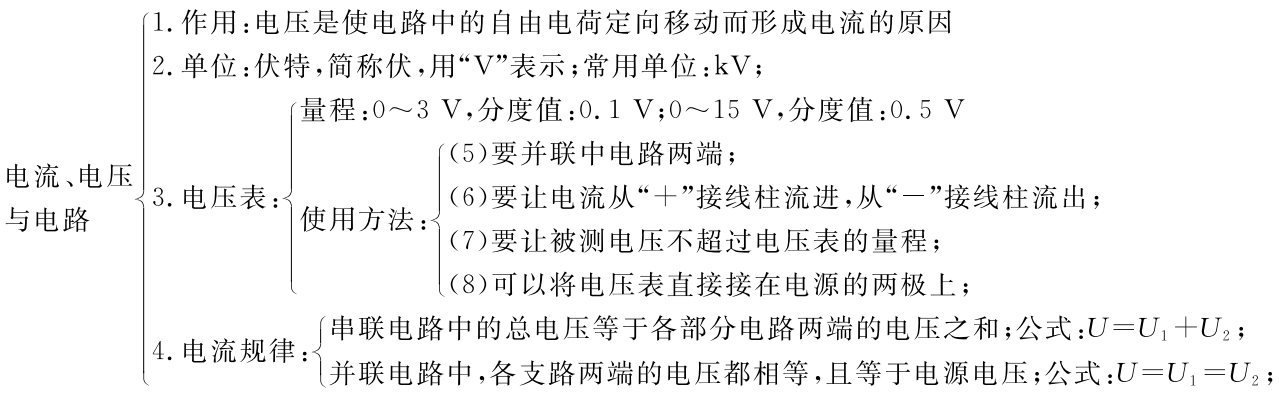 电流、电压
与电路
1. 作用:电压是使电路中的自由电荷定向移动而形成电流的原因
2. 单位:伏特,简称伏,用“V”表示;常用单位:kV;
3. 电压表:
量程:0～3 V,分度值:0.1 V;0～15 V,分度值:0.5 V
使用方法:
(5)要并联中电路两端;
(6)要让电流从“+”接线柱流进,从“-”接线柱流出;
(7)要让被测电压不超过电压表的量程;
(8)可以将电压表直接接在电源的两极上;
4. 电流规律:
串联电路中的总电压等于各部分电路两端的电压之和;公式:U=U₁+U₂;
并联电路中,各支路两端的电压都相等,且等于电源电压;公式:U=U₁=U₂;